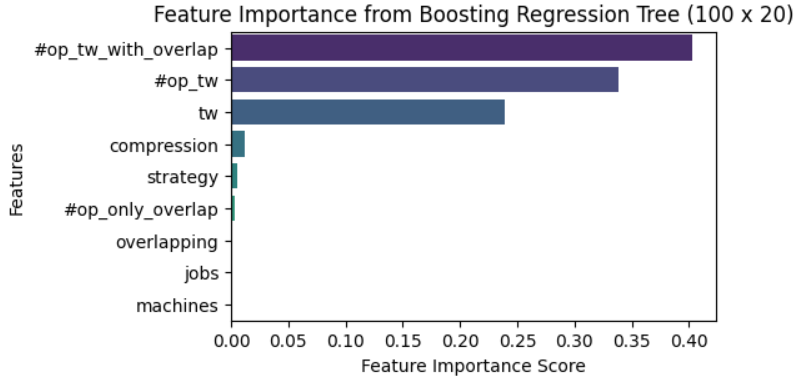 Feature Importance from Boosting Regression Tree (100 x 20)
Features
#op_tw_with_overlap
#op_tw
tw
compression
strategy
#op_only_overlap
overlapping
jobs
machines
0.00 0.05 0.10 0.15 0.20 0.25 0.30 0.35 0.40
Feature Importance Score